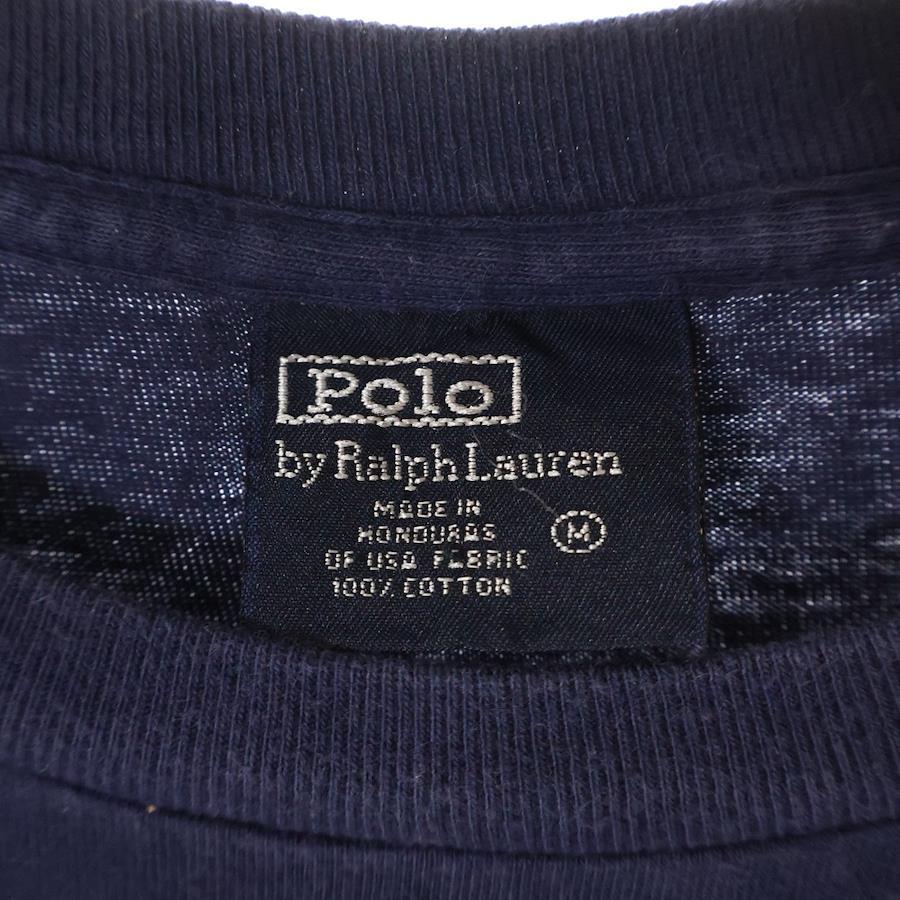 Polo
by Ralph Lauren
MADE IN
HONDURAS
OF USA FABRIC
100% COTTON
M